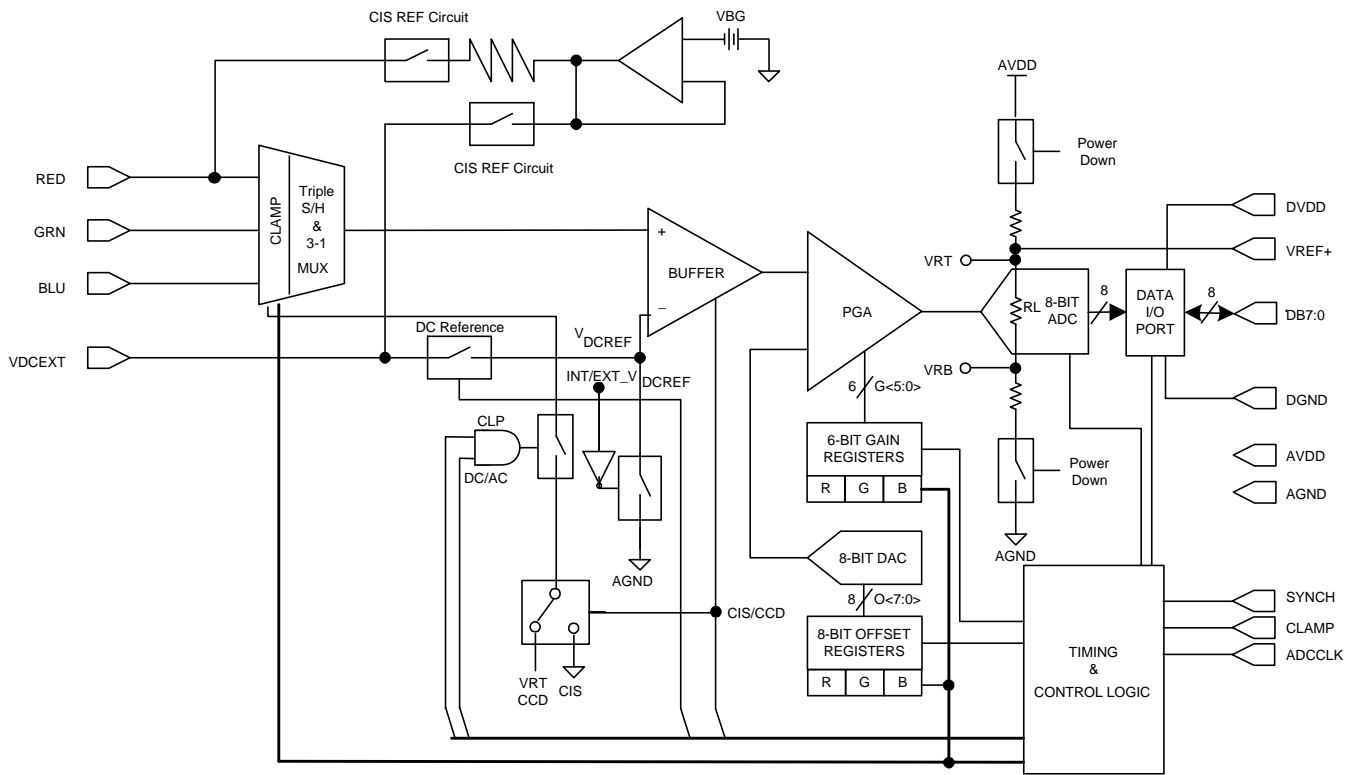 CIS REF Circuit
VBG
CIS REF Circuit
AVDD
Power
Down
RED
GRN
BLU
VDCEXT
CLAMP
Triple
S/H
&
3-1
MUX
+
BUFFER
−
DC Reference
VDCREF
INT/EXT_VDCREF
CLP
DC/AC
AGND
VRT
CCD
CIS
CIS/CCD
PGA
6
G<5:0>
6-BIT GAIN
REGISTERS
R G B
8-BIT DAC
8
O<7:0>
8-BIT OFFSET
REGISTERS
R G B
VRT
RL
8-BIT
ADC
VRB
8
DATA
I/O
PORT
8
Power
Down
AGND
TIMING
&
CONTROL LOGIC
DVDD
VREF+
DB7:0
DGND
AVDD
AGND
SYNCH
CLAMP
ADCCLK